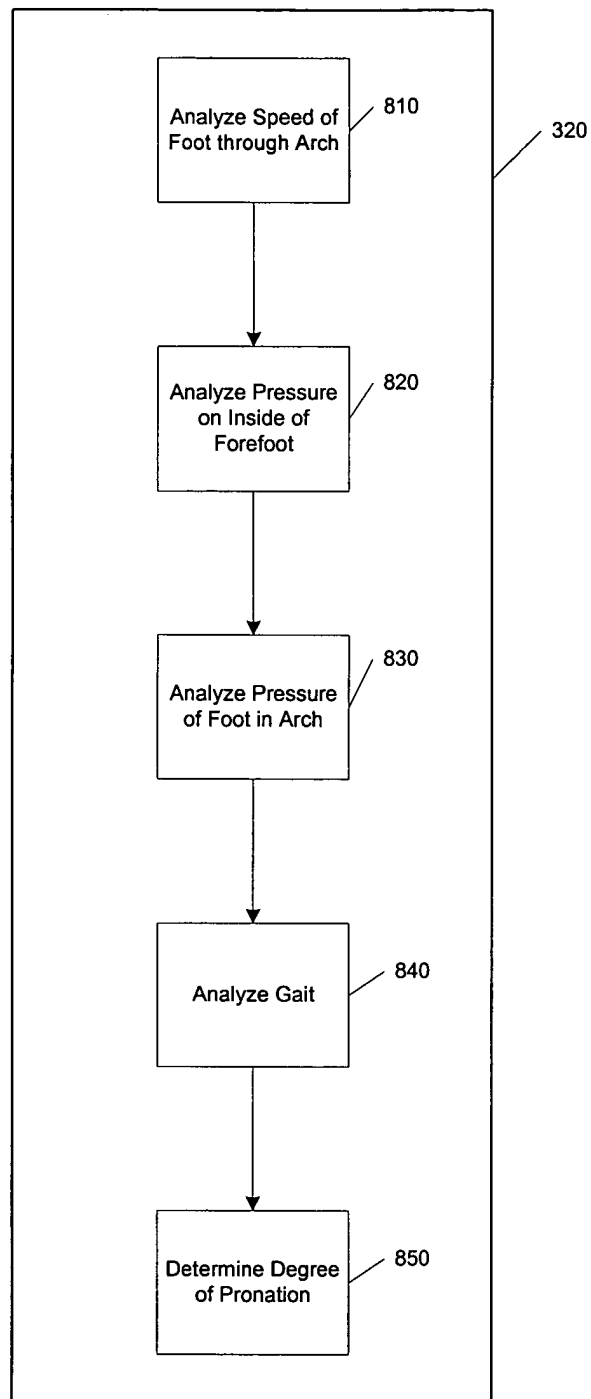 Analyze Speed of
Foot through Arch
810
320
Analyze Pressure
on Inside of
Forefoot
820
Analyze Pressure
of Foot in Arch
830
Analyze Gait
840
Determine Degree
of Pronation
850